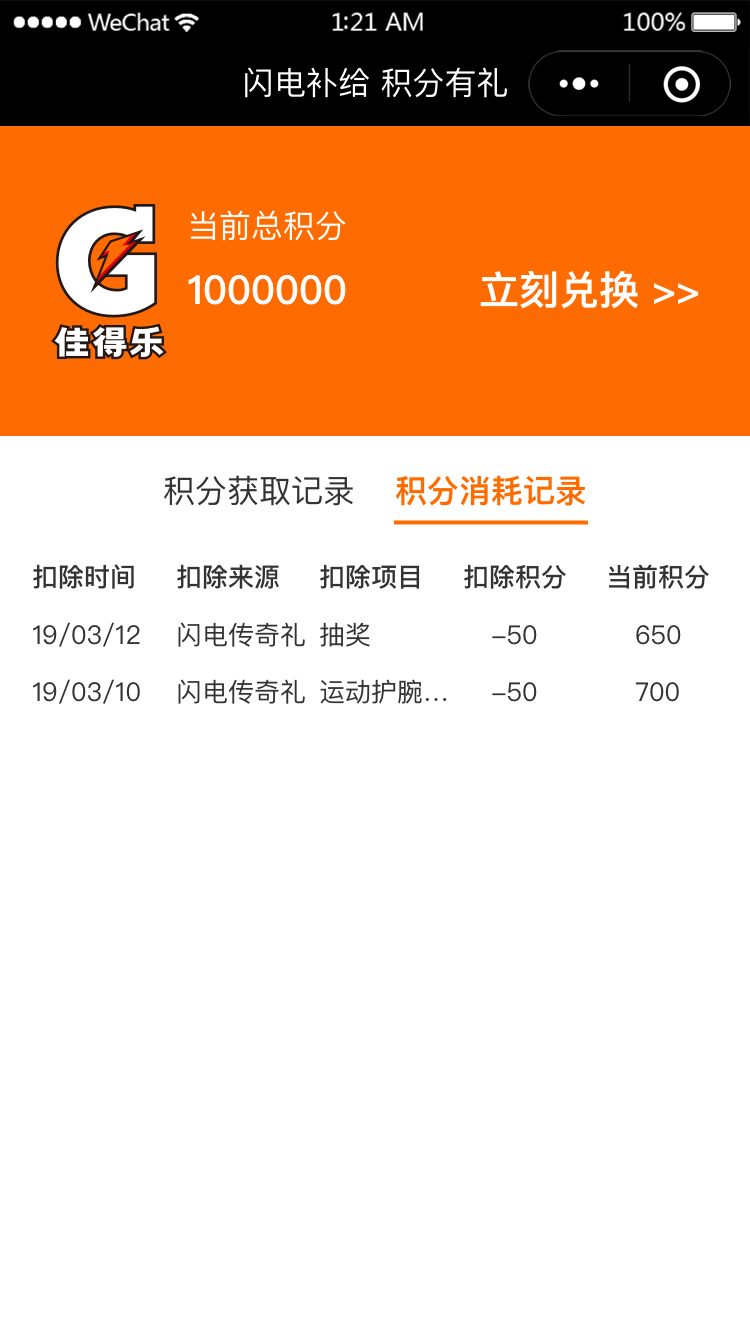 WeChat 1:21 AM 100%
闪电补给 积分有礼
当前总积分
1000000 立刻兑换 >>
G
佳得乐
积分获取记录 积分消耗记录
扣除时间 扣除来源 扣除项目 扣除积分 当前积分
19/03/12 闪电传奇礼 抽奖 -50 650
19/03/10 闪电传奇礼 运动护腕... -50 700